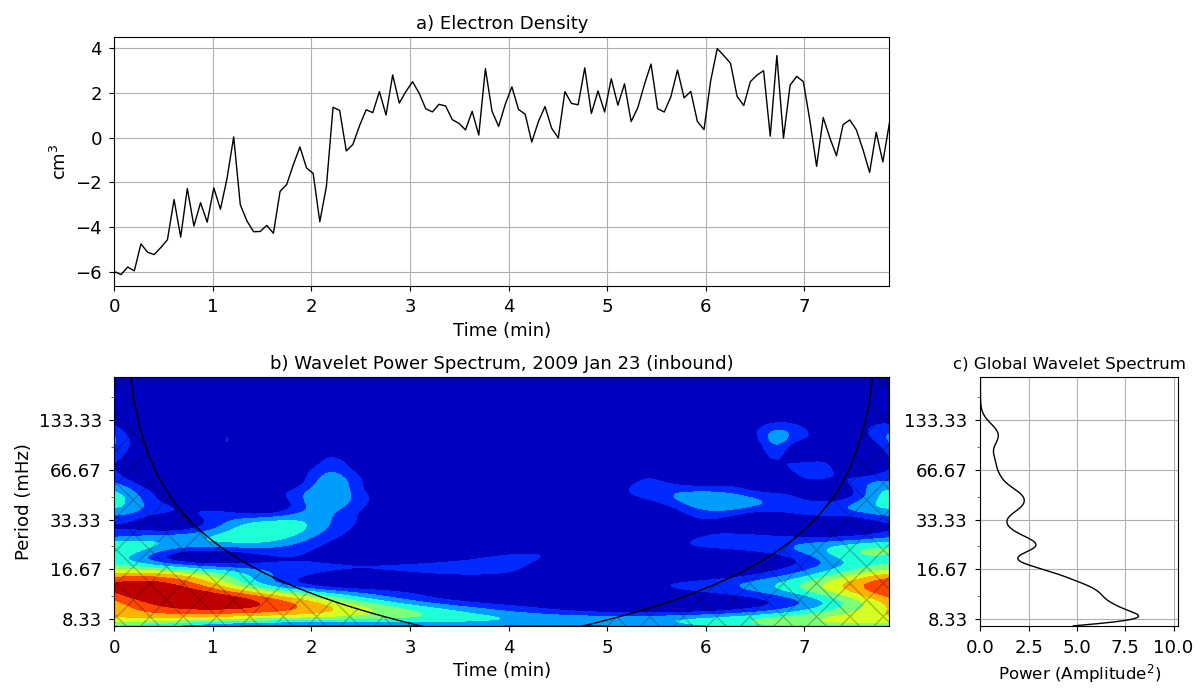 a) Electron Density
4
2
0
−2
−4
−6
cm³
0 1 2 3 4 5 6 7
Time (min)
b) Wavelet Power Spectrum, 2009 Jan 23 (inbound)
133.33
66.67
33.33
16.67
8.33
Period (mHz)
0 1 2 3 4 5 6 7
Time (min)
c) Global Wavelet Spectrum
133.33
66.67
33.33
16.67
8.33
0.0 2.5 5.0 7.5 10.0
Power (Amplitude²)